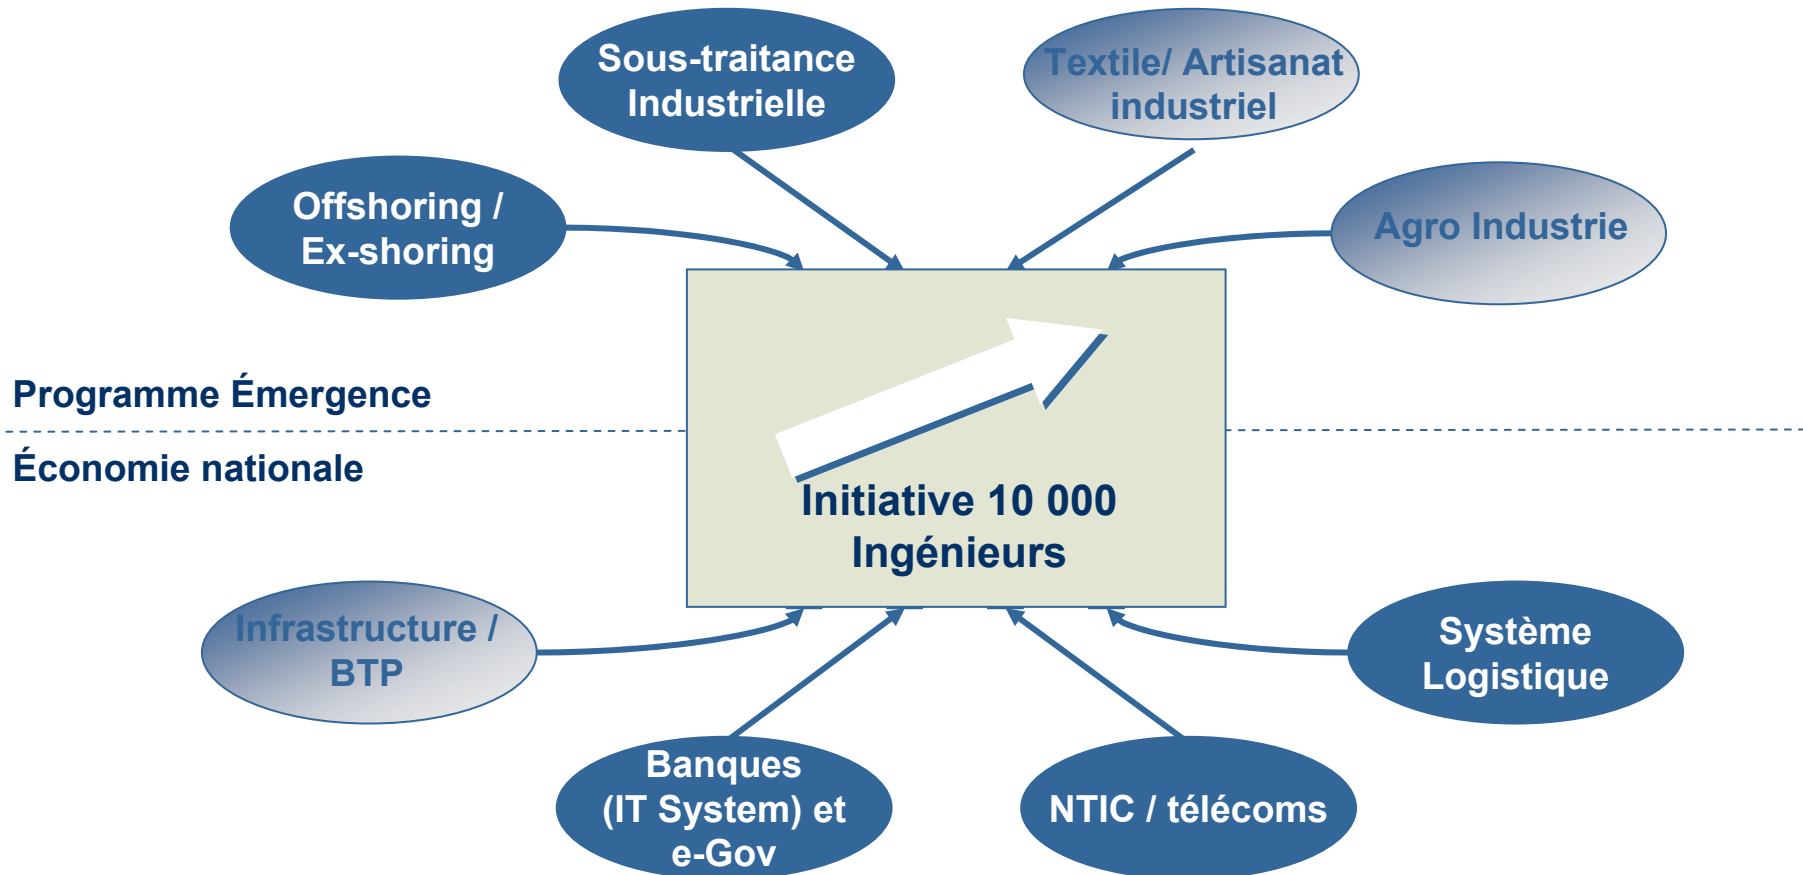 Sous-traitance
Industrielle
Textile/ Artisanat
industriel
Offshoring /
Ex-shoring
Agro Industrie
Programme Émergence
Économie nationale
Initiative 10 000
Ingénieurs
Infrastructure /
BTP
Système
Logistique
Banques
(IT System) et
e-Gov
NTIC / télécoms